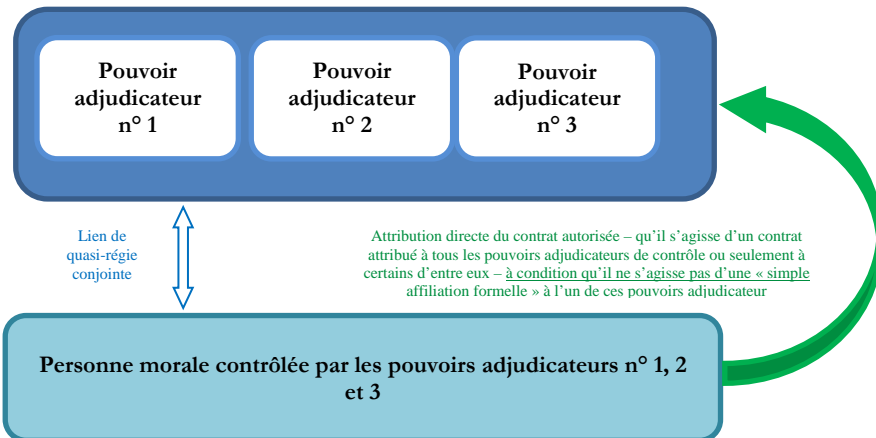 Pouvoir
adjudicateur
n° 1
Pouvoir
adjudicateur
n° 2
Pouvoir
adjudicateur
n° 3
Lien de
quasi-régie
conjointe
Attribution directe du contrat autorisée – qu’il s’agisse d’un contrat
attribué à tous les pouvoirs adjudicateurs de contrôle ou seulement à
certains d’entre eux – à condition qu’il ne s’agisse pas d’une « simple
affiliation formelle » à l’un de ces pouvoirs adjudicateur
Personne morale contrôlée par les pouvoirs adjudicateurs n° 1, 2
et 3